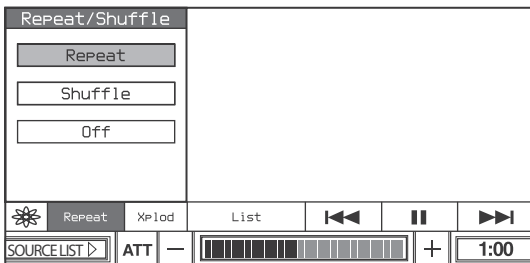 Repeat/Shuffle
Repeat
Shuffle
Off
Repeat Xplod List
SOURCE LIST ATT − + 1:00